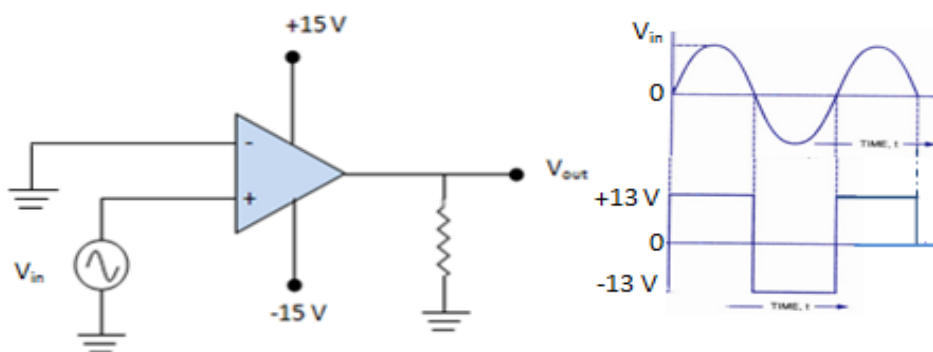 +15 V
-
+
V_in
-15 V
V_out
V_in
0
TIME, t
+13 V
0
-13 V
TIME, t